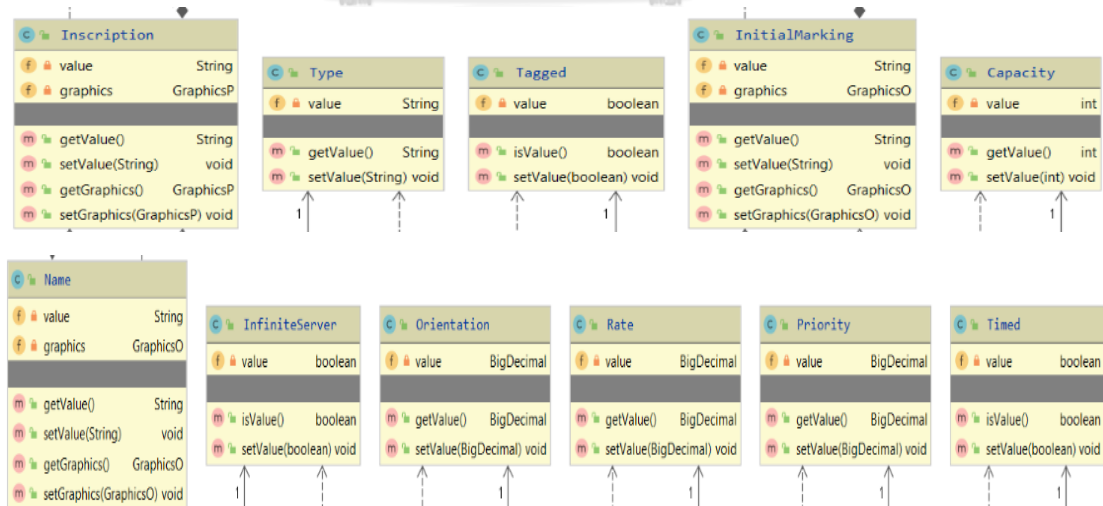 Inscription
value String
graphics GraphicsP
getValue() String
setValue(String) void
getGraphics() GraphicsP
setGraphics(GraphicsP) void
Type
value String
getValue() String
setValue(String) void
1
Tagged
value boolean
isValue() boolean
setValue(boolean) void
1
InitialMarking
value String
graphics GraphicsO
getValue() String
setValue(String) void
getGraphics() GraphicsO
setGraphics(GraphicsO) void
Capacity
value int
getValue() int
setValue(int) void
1
Name
value String
graphics GraphicsO
getValue() String
setValue(String) void
getGraphics() GraphicsO
setGraphics(GraphicsO) void
InfiniteServer
value boolean
isValue() boolean
setValue(boolean) void
1
Orientation
value BigDecimal
getValue() BigDecimal
setValue(BigDecimal) void
1
Rate
value BigDecimal
getValue() BigDecimal
setValue(BigDecimal) void
1
Priority
value BigDecimal
getValue() BigDecimal
setValue(BigDecimal) void
1
Timed
value boolean
isValue() boolean
setValue(boolean) void
1